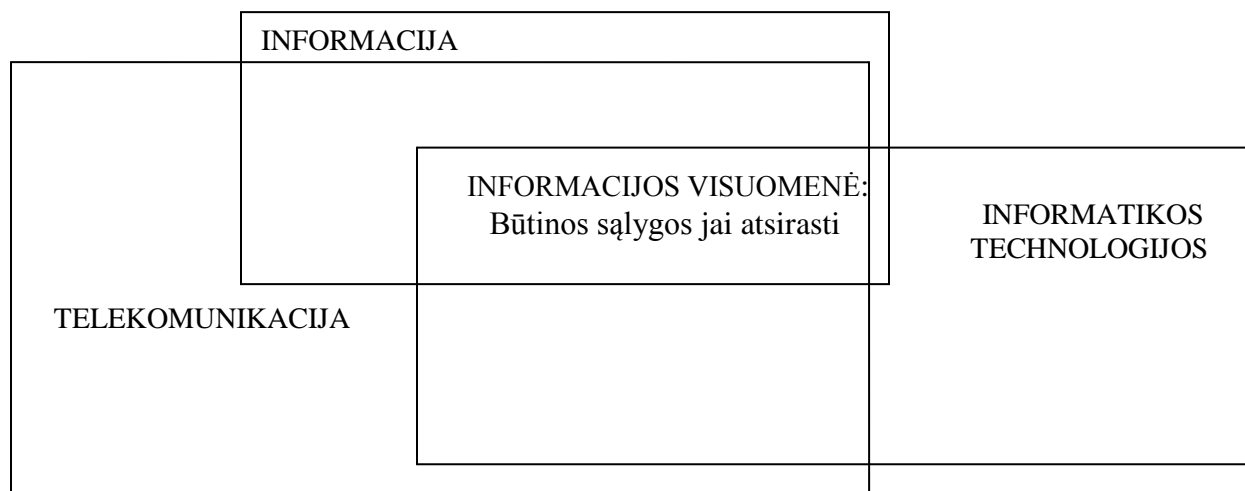 INFORMACIJA
INFORMACIJOS VISUOMENĖ:
Būtinos sąlygos jai atsirasti
INFORMATIKOS
TECHNOLOGIJOS
TELEKOMUNIKACIJA